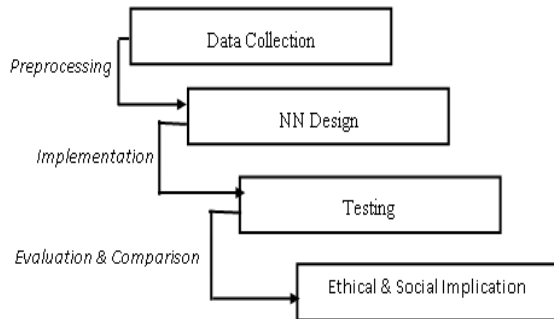 Data Collection
Preprocessing
NN Design
Implementation
Testing
Evaluation & Comparison
Ethical & Social Implication